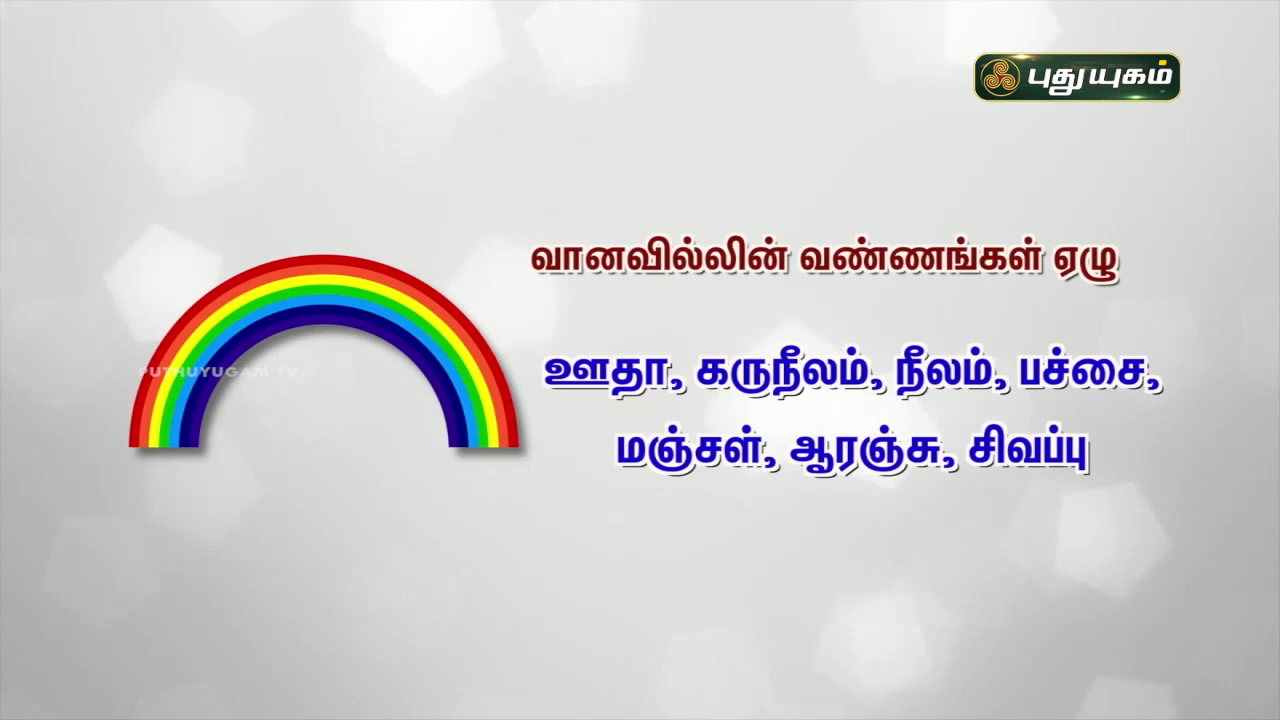 புதுயுகம்
வானவில்லின் வண்ணங்கள் ஏழு
ஊதா, கருநீலம், நீலம், பச்சை,
மஞ்சள், ஆரஞ்சு, சிவப்பு
PUTHUYUGAM TV